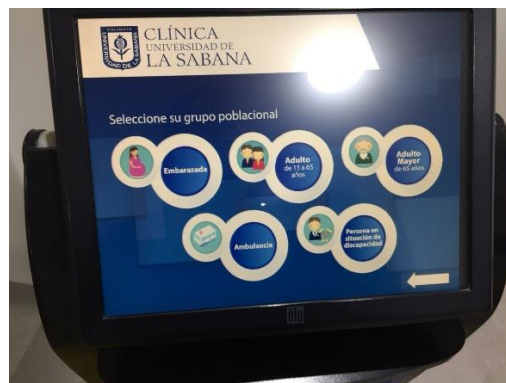 CLÍNICA
UNIVERSIDAD DE
LA SABANA
Seleccione su grupo poblacional
Embarazada
Adulto
de 15 a 65
años
Adulto
Mayor
de 65 años
Ambulancia
Persona en
situación de
discapacidad
elo